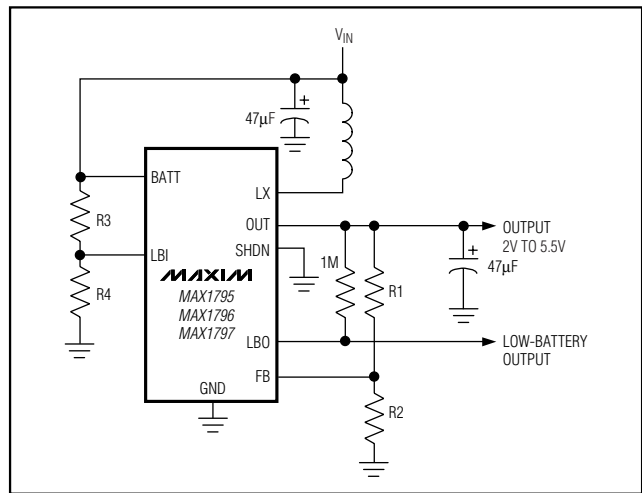 VIN
47µF
+
BATT
LX
R3
OUT
OUTPUT
2V TO 5.5V
LBI
SHDN
MAXIM
1M
R1
+
47µF
R4
MAX1795
MAX1796
MAX1797
LBO
LOW-BATTERY
OUTPUT
FB
GND
R2